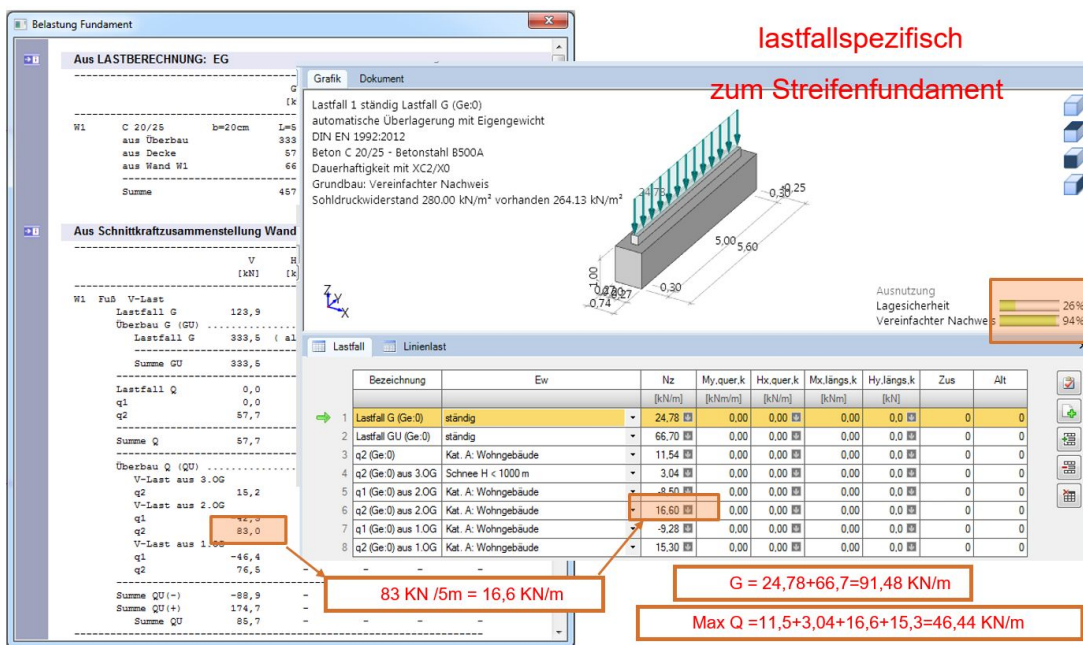 Belastung Fundament
lastfallspezifisch
zum Streifenfundament
Aus LASTBERECHNUNG: EG
G
[k
W1 C 20/25 b=20cm L=5
aus Überbau 333
aus Decke 57
aus Wand W1 66
Summe 457
Aus Schnittkraftzusammenstellung Wand
V H
[kN] [k
W1 Fuß V-Last
Lastfall G 123,9
Überbau G (GU)
Lastfall G 333,5 ( al
Summe GU 333,5
Lastfall Q 0,0
q1 0,0
q2 57,7
Summe Q 57,7
Überbau Q (QU)
V-Last aus 3.OG
q2 15,2
V-Last aus 2.OG
q1
q2 83,0
V-Last aus 1.OG
q1 -46,4 - - - -
q2 76,5 - - - -
Summe QU(-) -88,9 - - - -
Summe QU(+) 174,7 - - - -
Summe QU 85,7 - - - -
Grafik Dokument
Lastfall 1 ständig Lastfall G (Ge:0)
automatische Überlagerung mit Eigengewicht
DIN EN 1992:2012
Beton C 20/25 - Betonstahl B500A
Dauerhaftigkeit mit XC2/X0
Grundbau: Vereinfachter Nachweis
Sohldruckwiderstand 280.00 kN/m² vorhanden 264.13 kN/m²
24,78
0,30 0,25
5,00 5,60
1,00
0,27
0,74
0,30
Z Y X
Ausnutzung
Lagesicherheit 26%
Vereinfachter Nachweis 94%
Lastfall Linienlast
Bezeichnung Ew Nz My,quer,k Hx,quer,k Mx,längs,k Hy,längs,k Zus Alt
[kN/m] [kNm/m] [kN/m] [kNm] [kN]
1 Lastfall G (Ge:0) ständig 24,78 0,00 0,00 0,00 0,0 0 0
2 Lastfall GU (Ge:0) ständig 66,70 0,00 0,00 0,00 0,0 0 0
3 q2 (Ge:0) Kat. A: Wohngebäude 11,54 0,00 0,00 0,00 0,0 0 0
4 q2 (Ge:0) aus 3.OG Schnee H < 1000 m 3,04 0,00 0,00 0,00 0,0 0 0
5 q1 (Ge:0) aus 2.OG Kat. A: Wohngebäude -8,50 0,00 0,00 0,00 0,0 0 0
6 q2 (Ge:0) aus 2.OG Kat. A: Wohngebäude 16,60 0,00 0,00 0,00 0,0 0 0
7 q1 (Ge:0) aus 1.OG Kat. A: Wohngebäude -9,28 0,00 0,00 0,00 0,0 0 0
8 q2 (Ge:0) aus 1.OG Kat. A: Wohngebäude 15,30 0,00 0,00 0,00 0,0 0 0
83 KN /5m = 16,6 KN/m
G = 24,78+66,7=91,48 KN/m
Max Q =11,5+3,04+16,6+15,3=46,44 KN/m